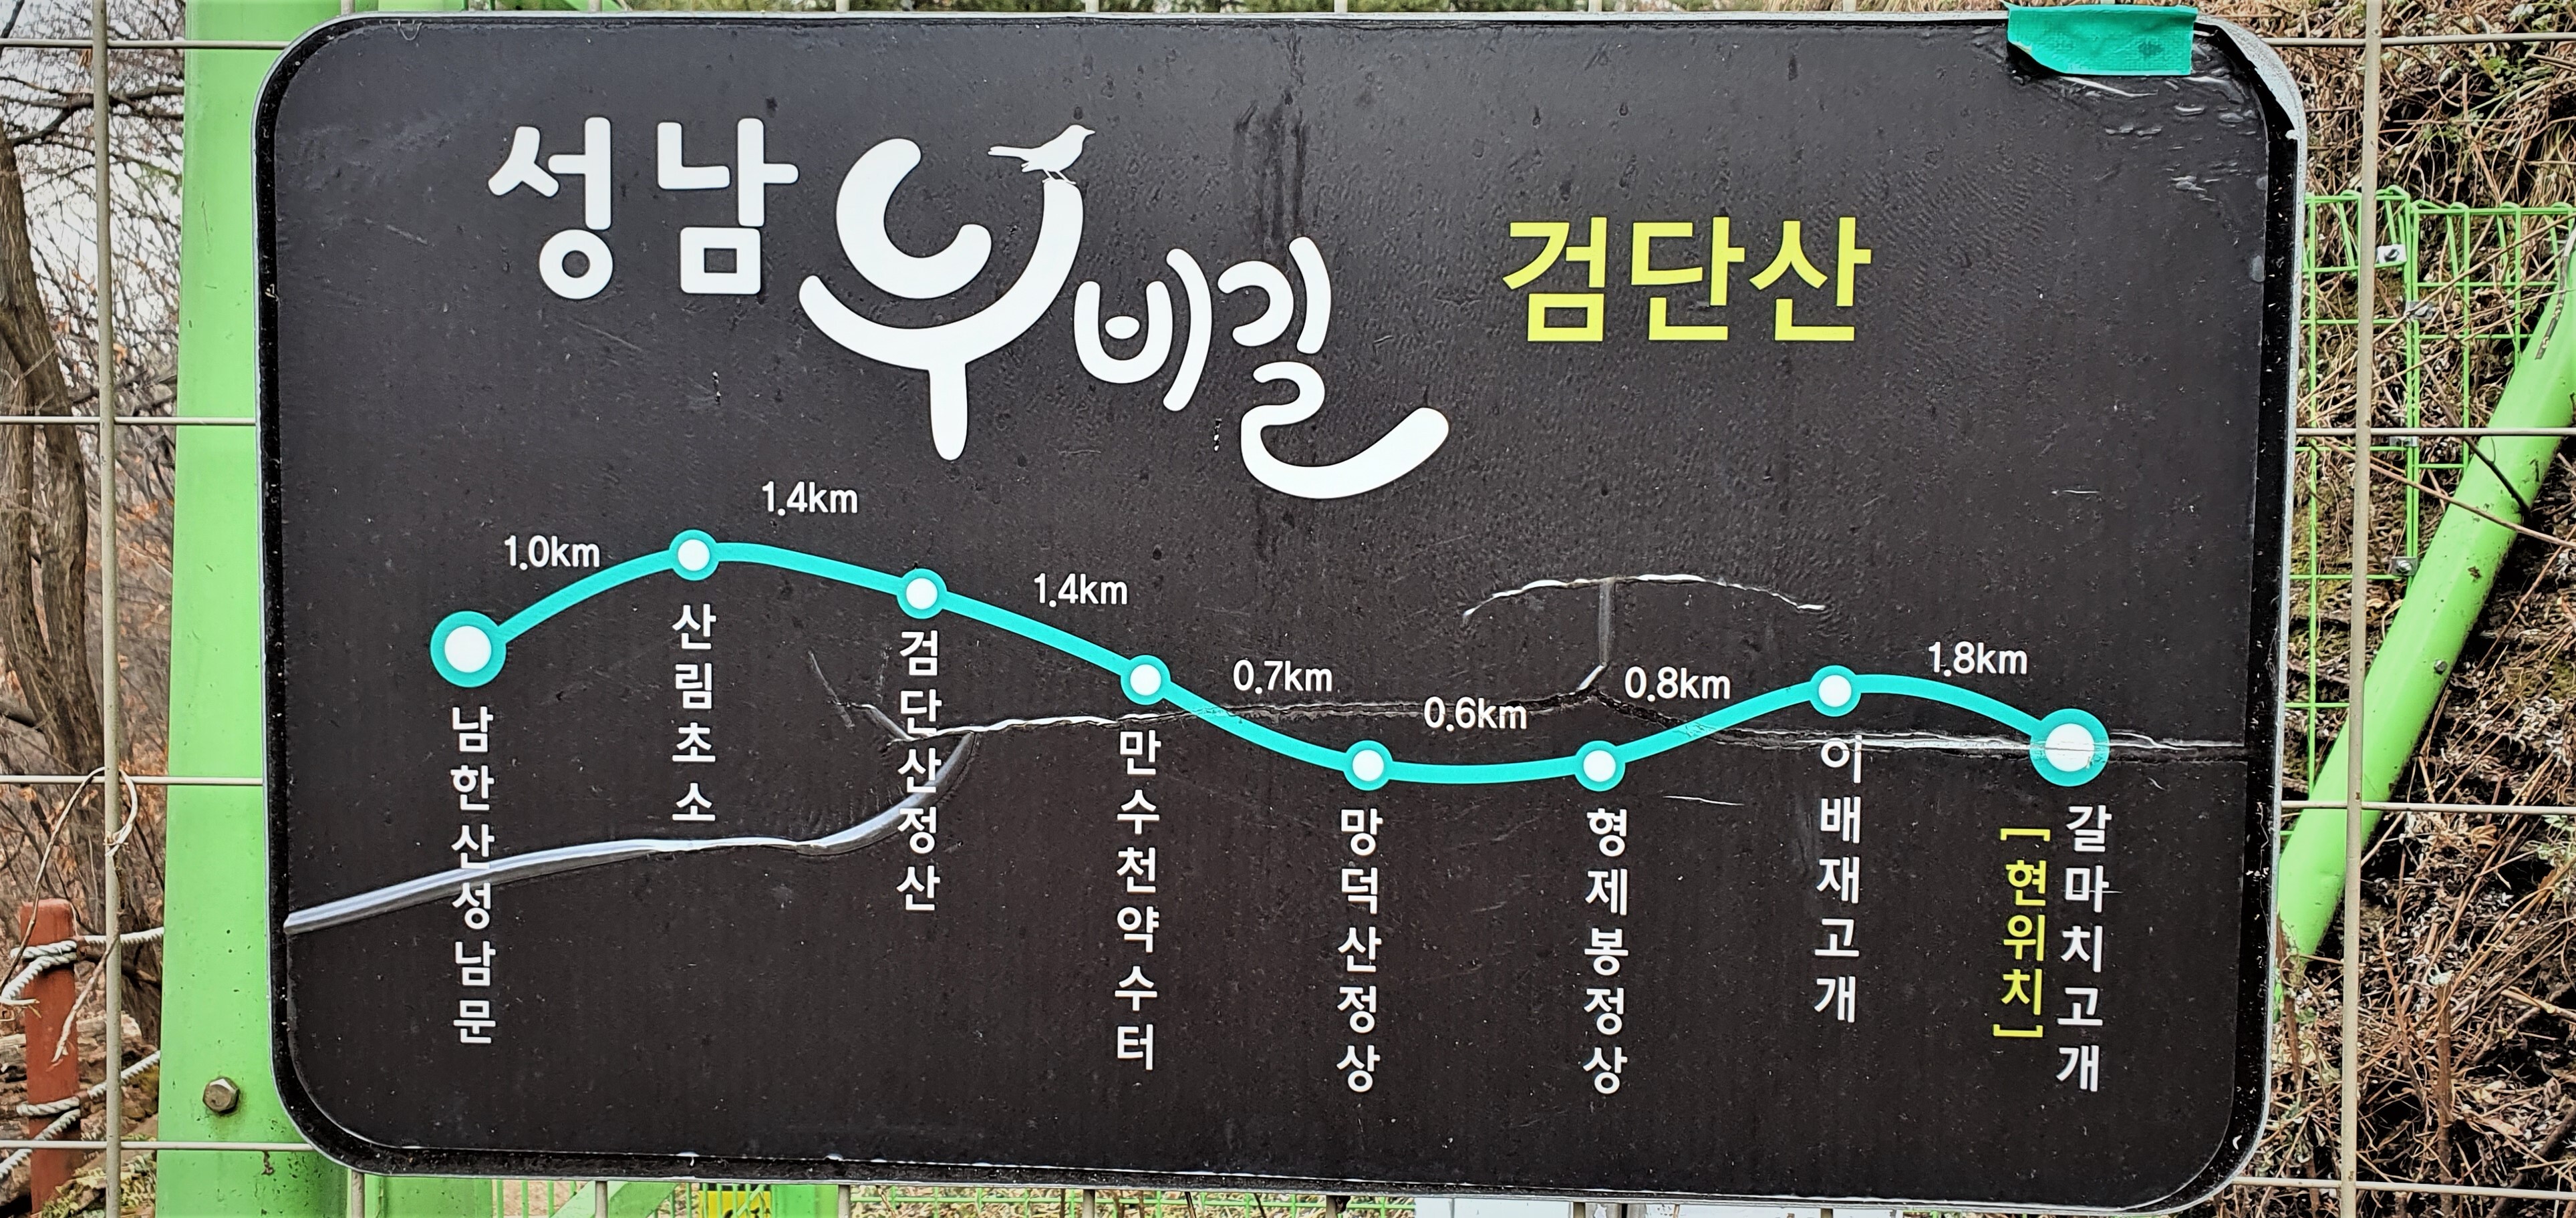 성남 누비길
검단산
1.0km
1.4km
1.4km
0.7km
0.6km
0.8km
1.8km
남한산성남문
산림초소
검단산정산
만수천약수터
망덕산정상
형제봉정상
이배재고개
갈마치고개
[현위치]